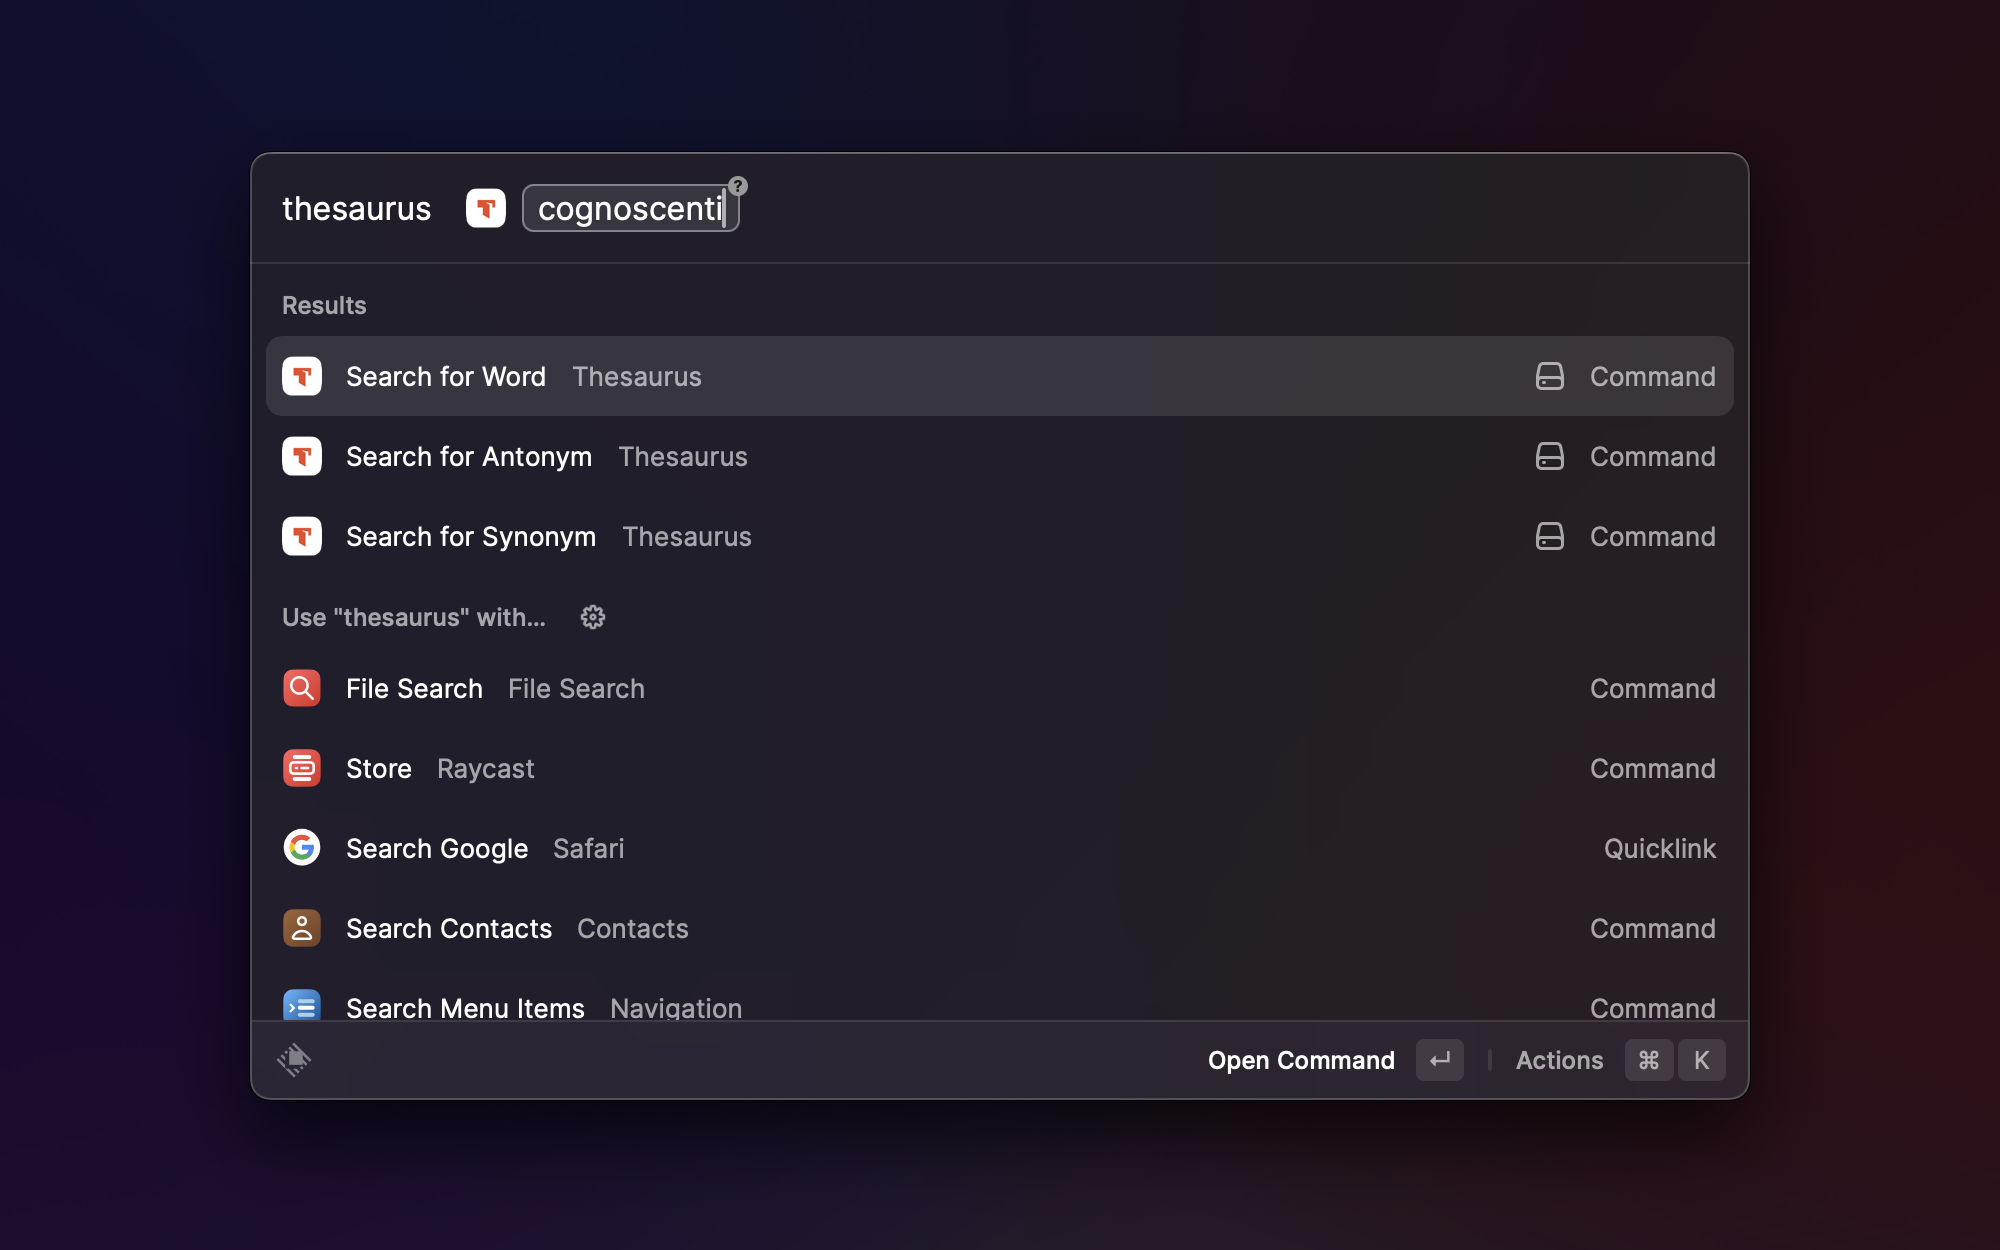 thesaurus cognoscenti ?
Results
Search for Word Thesaurus Command
Search for Antonym Thesaurus Command
Search for Synonym Thesaurus Command
Use "thesaurus" with...
File Search File Search Command
Store Raycast Command
Search Google Safari Quicklink
Search Contacts Contacts Command
Search Menu Items Navigation Command
Open Command ↵ Actions ⌘ K